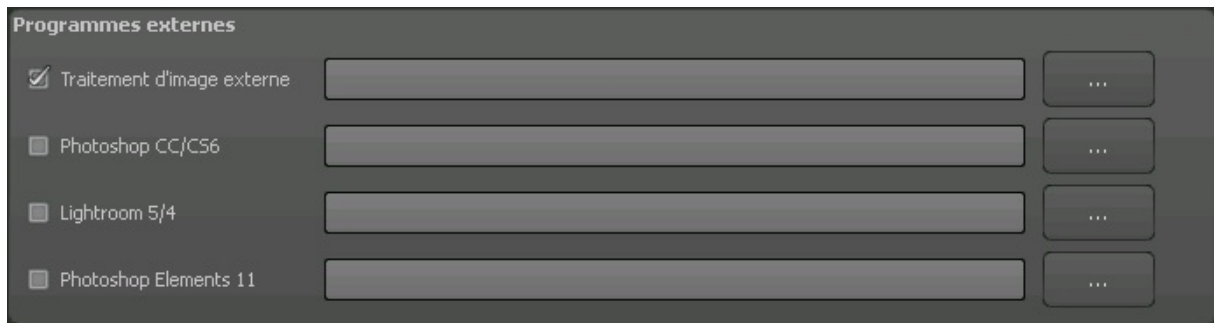 Programmes externes
Traitement d'image externe ...
Photoshop CC/CS6 ...
Lightroom 5/4 ...
Photoshop Elements 11 ...